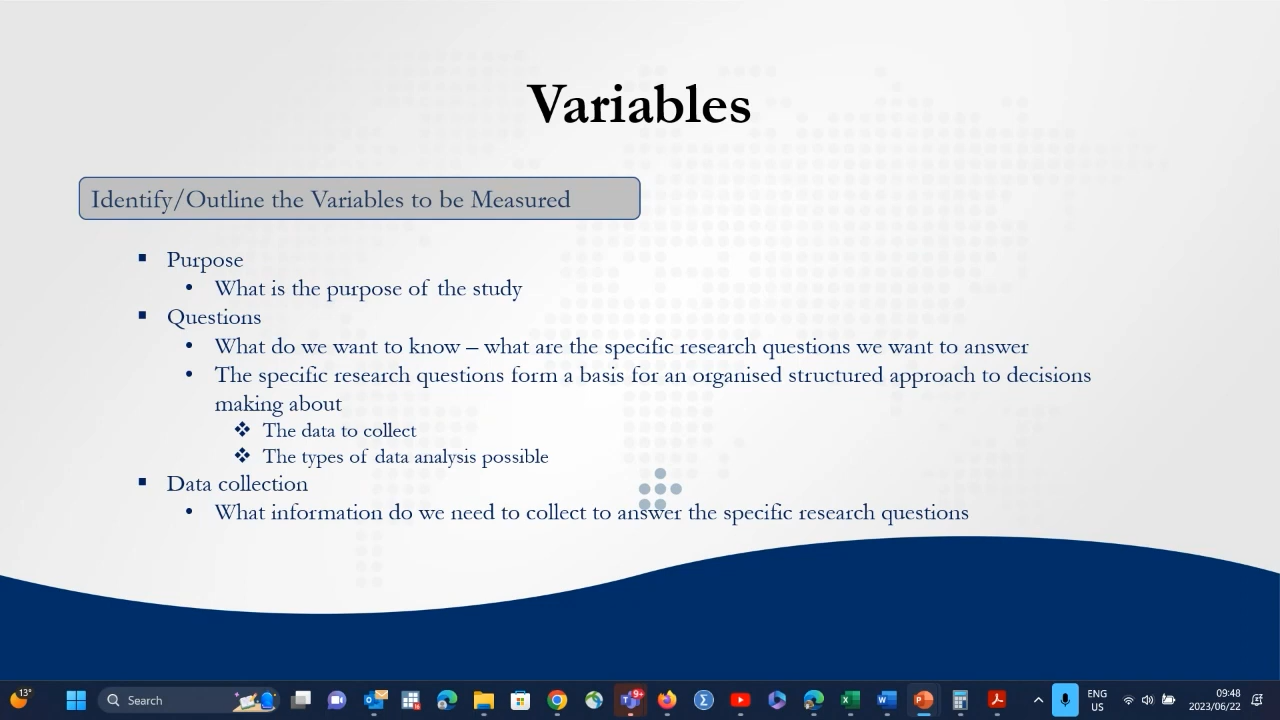 Variables
Identify/Outline the Variables to be Measured
Purpose
What is the purpose of the study
Questions
What do we want to know – what are the specific research questions we want to answer
The specific research questions form a basis for an organised structured approach to decisions
making about
The data to collect
The types of data analysis possible
Data collection
What information do we need to collect to answer the specific research questions
13°
Search
9+
ENG
US
09:48
2023/06/22